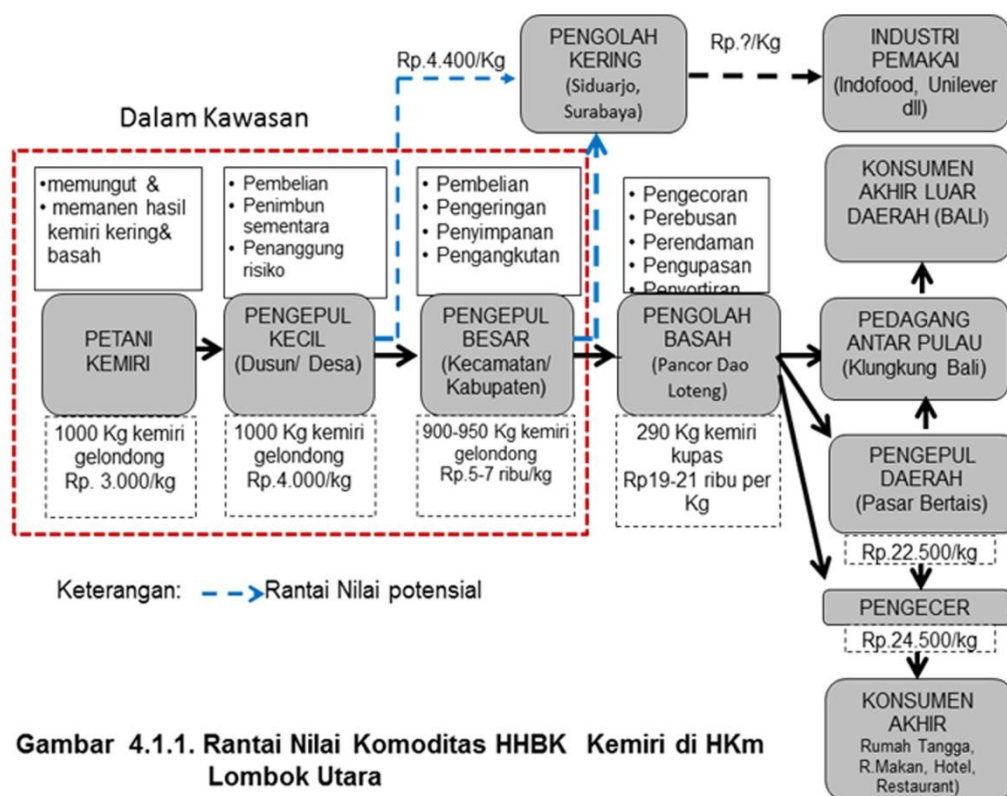 PENGOLAH
KERING
(Siduarjo,
Surabaya)
Rp.4.400/Kg
Rp.?/Kg
INDUSTRI
PEMAKAI
(Indofood, Unilever
dll)
Dalam Kawasan
•memungut &
• memanen hasil
kemiri kering&
basah
• Pembelian
• Penimbun
sementara
• Penanggung
risiko
• Pembelian
• Pengeringan
• Penyimpanan
• Pengangkutan
• Pengecoran
• Perebusan
• Perendaman
• Pengupasan
• Penyortiran
KONSUMEN
AKHIR LUAR
DAERAH (BALI)
PETANI
KEMIRI
PENGEPUL
KECIL
(Dusun/ Desa)
PENGEPUL
BESAR
(Kecamatan/
Kabupaten)
PENGOLAH
BASAH
(Pancor Dao
Loteng)
PEDAGANG
ANTAR PULAU
(Klungkung Bali)
1000 Kg kemiri
gelondong
Rp. 3.000/kg
1000 Kg kemiri
gelondong
Rp.4.000/kg
900-950 Kg kemiri
gelondong
Rp.5-7 ribu/kg
290 Kg kemiri
kupas
Rp19-21 ribu per
Kg
PENGEPUL
DAERAH
(Pasar Bertais)
Rp.22.500/kg
Keterangan:
Rantai Nilai potensial
PENGECER
Rp.24.500/kg
KONSUMEN
AKHIR
Rumah Tangga,
R.Makan, Hotel,
Restaurant)
Gambar 4.1.1. Rantai Nilai Komoditas HHBK Kemiri di HKm
Lombok Utara